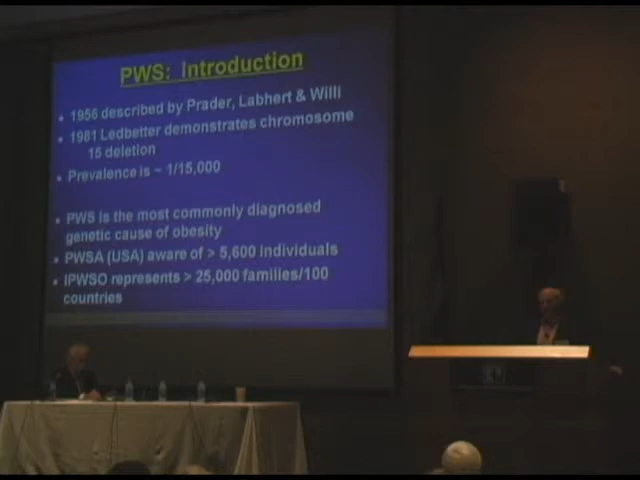 PWS: Introduction
• 1956 described by Prader, Labhert & Willi
• 1981 Ledbetter demonstrates chromosome
15 deletion
• Prevalence is ~ 1/15,000
• PWS is the most commonly diagnosed
genetic cause of obesity
• PWSA (USA) aware of > 5,600 individuals
• IPWSO represents > 25,000 families/100
countries